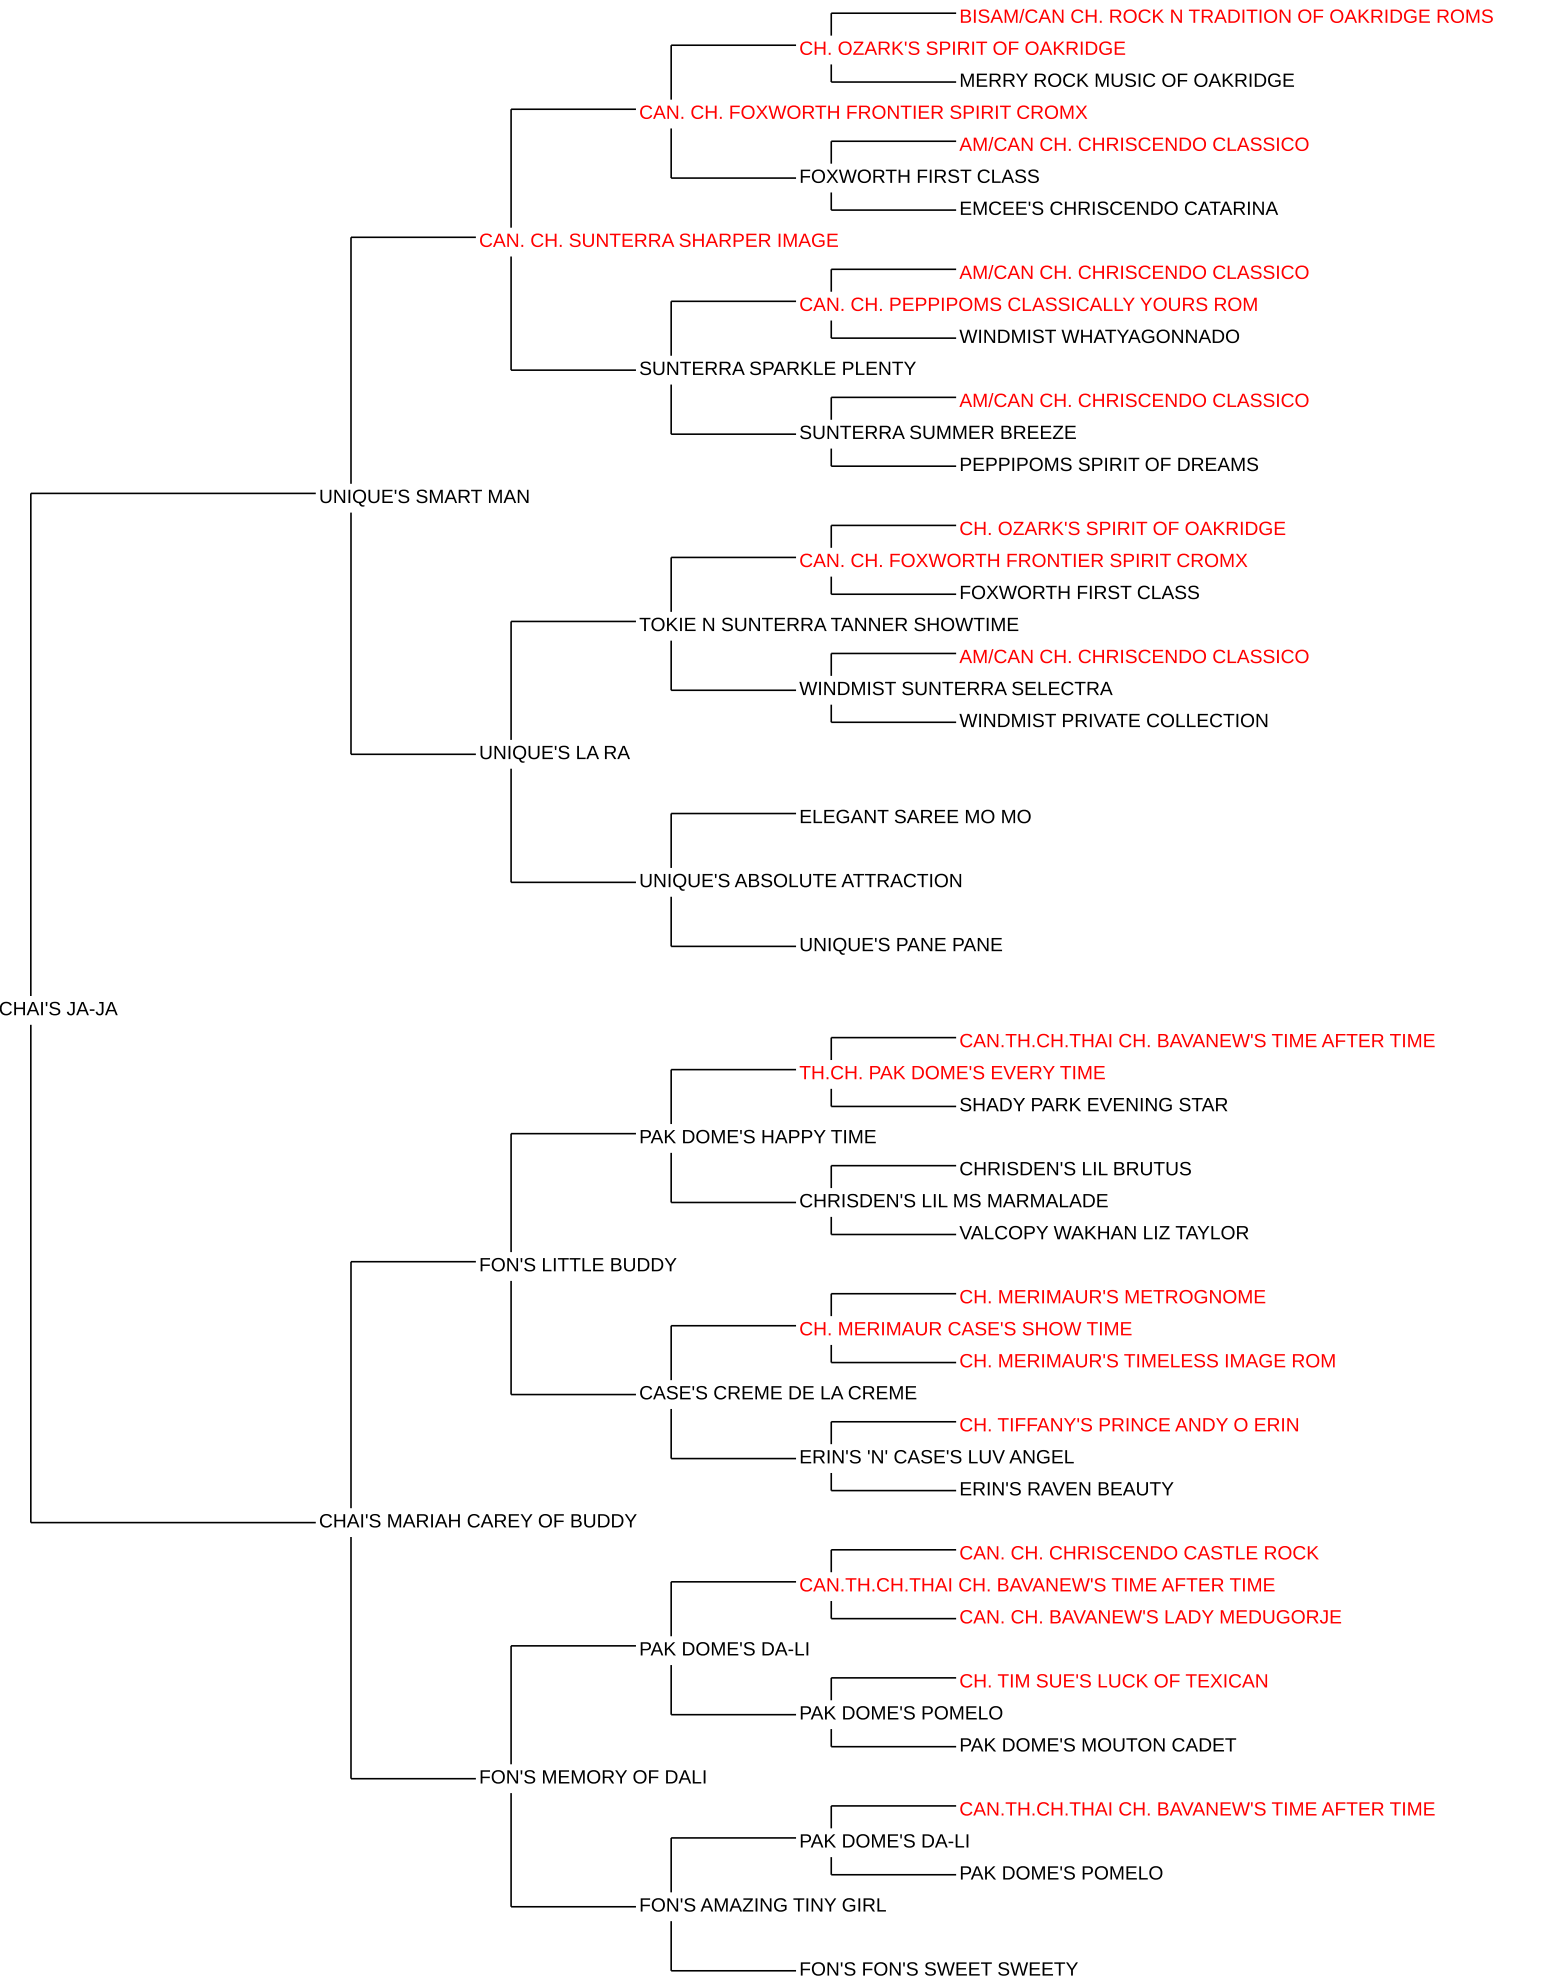 BISAM/CAN CH. ROCK N TRADITION OF OAKRIDGE ROMS
CH. OZARK'S SPIRIT OF OAKRIDGE
MERRY ROCK MUSIC OF OAKRIDGE
CAN. CH. FOXWORTH FRONTIER SPIRIT CROMX
AM/CAN CH. CHRISCENDO CLASSICO
FOXWORTH FIRST CLASS
EMCEE'S CHRISCENDO CATARINA
CAN. CH. SUNTERRA SHARPER IMAGE
AM/CAN CH. CHRISCENDO CLASSICO
CAN. CH. PEPPIPOMS CLASSICALLY YOURS ROM
WINDMIST WHATYAGONNADO
SUNTERRA SPARKLE PLENTY
AM/CAN CH. CHRISCENDO CLASSICO
SUNTERRA SUMMER BREEZE
PEPPIPOMS SPIRIT OF DREAMS
UNIQUE'S SMART MAN
CH. OZARK'S SPIRIT OF OAKRIDGE
CAN. CH. FOXWORTH FRONTIER SPIRIT CROMX
FOXWORTH FIRST CLASS
TOKIE N SUNTERRA TANNER SHOWTIME
AM/CAN CH. CHRISCENDO CLASSICO
WINDMIST SUNTERRA SELECTRA
WINDMIST PRIVATE COLLECTION
UNIQUE'S LA RA
ELEGANT SAREE MO MO
UNIQUE'S ABSOLUTE ATTRACTION
UNIQUE'S PANE PANE
CHAI'S JA-JA
CAN.TH.CH.THAI CH. BAVANEW'S TIME AFTER TIME
TH.CH. PAK DOME'S EVERY TIME
SHADY PARK EVENING STAR
PAK DOME'S HAPPY TIME
CHRISDEN'S LIL BRUTUS
CHRISDEN'S LIL MS MARMALADE
VALCOPY WAKHAN LIZ TAYLOR
FON'S LITTLE BUDDY
CH. MERIMAUR'S METROGNOME
CH. MERIMAUR CASE'S SHOW TIME
CH. MERIMAUR'S TIMELESS IMAGE ROM
CASE'S CREME DE LA CREME
CH. TIFFANY'S PRINCE ANDY O ERIN
ERIN'S 'N' CASE'S LUV ANGEL
ERIN'S RAVEN BEAUTY
CHAI'S MARIAH CAREY OF BUDDY
CAN. CH. CHRISCENDO CASTLE ROCK
CAN.TH.CH.THAI CH. BAVANEW'S TIME AFTER TIME
CAN. CH. BAVANEW'S LADY MEDUGORJE
PAK DOME'S DA-LI
CH. TIM SUE'S LUCK OF TEXICAN
PAK DOME'S POMELO
PAK DOME'S MOUTON CADET
FON'S MEMORY OF DALI
CAN.TH.CH.THAI CH. BAVANEW'S TIME AFTER TIME
PAK DOME'S DA-LI
PAK DOME'S POMELO
FON'S AMAZING TINY GIRL
FON'S FON'S SWEET SWEETY